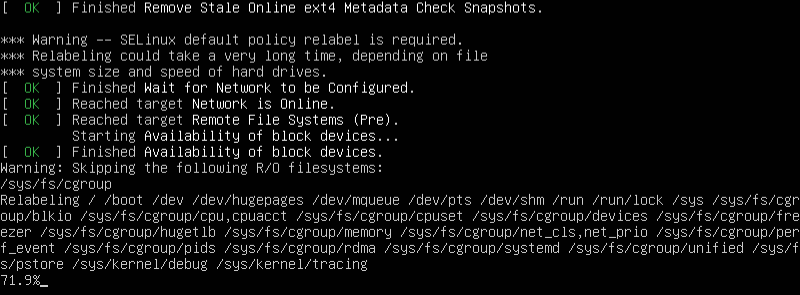 [  OK  ] Finished Remove Stale Online ext4 Metadata Check Snapshots.
*** Warning -- SELinux default policy relabel is required.
*** Relabeling could take a very long time, depending on file
*** system size and speed of hard drives.
[  OK  ] Finished Wait for Network to be Configured.
[  OK  ] Reached target Network is Online.
[  OK  ] Reached target Remote File Systems (Pre).
         Starting Availability of block devices...
[  OK  ] Finished Availability of block devices.
Warning: Skipping the following R/O filesystems:
/sys/fs/cgroup
Relabeling / /boot /dev /dev/hugepages /dev/mqueue /dev/pts /dev/shm /run /run/lock /sys /sys/fs/cgr
oup/blkio /sys/fs/cgroup/cpu,cpuacct /sys/fs/cgroup/cpuset /sys/fs/cgroup/devices /sys/fs/cgroup/fre
ezer /sys/fs/cgroup/hugetlb /sys/fs/cgroup/memory /sys/fs/cgroup/net_cls,net_prio /sys/fs/cgroup/per
f_event /sys/fs/cgroup/pids /sys/fs/cgroup/rdma /sys/fs/cgroup/systemd /sys/fs/cgroup/unified /sys/f
s/pstore /sys/kernel/debug /sys/kernel/tracing
71.9%_